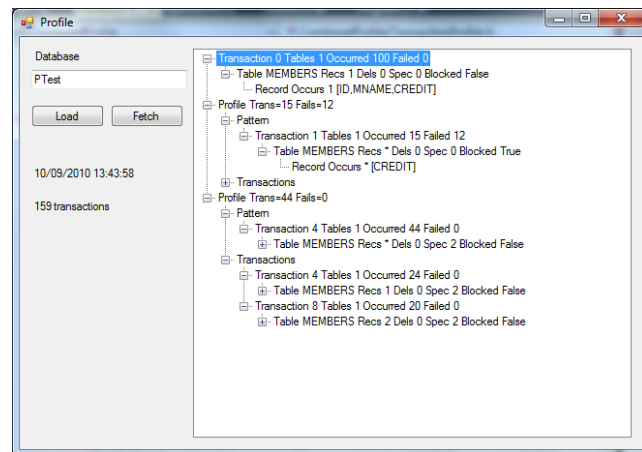 Profile
Database
PTest
Load Fetch
10/09/2010 13:43:58
159 transactions
Transaction 0 Tables 1 Occurred 100 Failed 0
Table MEMBERS Recs 1 Dels 0 Spec 0 Blocked False
Record Occurs 1 [ID,MNAME,CREDIT]
Profile Trans=15 Fails=12
Pattern
Transaction 1 Tables 1 Occurred 15 Failed 12
Table MEMBERS Recs * Dels 0 Spec 0 Blocked True
Record Occurs * [CREDIT]
Transactions
Profile Trans=44 Fails=0
Pattern
Transaction 4 Tables 1 Occurred 44 Failed 0
Table MEMBERS Recs * Dels 0 Spec 2 Blocked False
Transactions
Transaction 4 Tables 1 Occurred 24 Failed 0
Table MEMBERS Recs 1 Dels 0 Spec 2 Blocked False
Transaction 8 Tables 1 Occurred 20 Failed 0
Table MEMBERS Recs 2 Dels 0 Spec 2 Blocked False